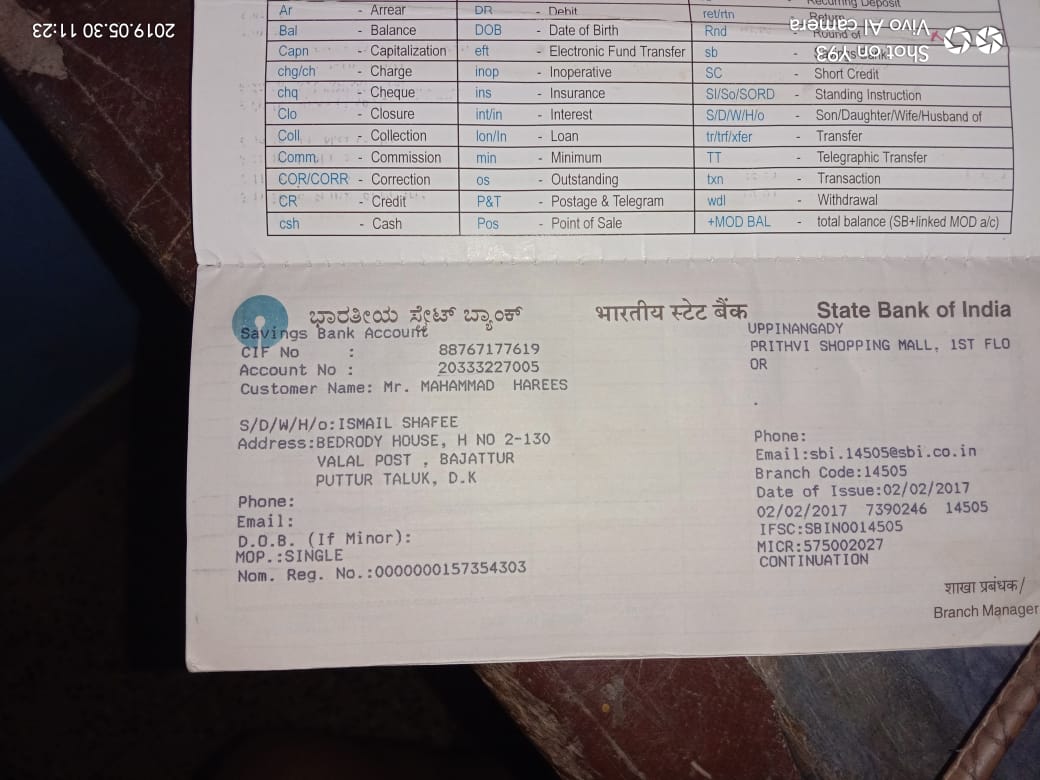 2019.05.30 11:23
Shot on Y93
Vivo AI camera
Recurring Deposit
Ar - Arrear DR - Debit ret/rtn Return
Bal - Balance DOB - Date of Birth Rnd Round of
Capn - Capitalization eft - Electronic Fund Transfer sb -
chg/ch - Charge inop - Inoperative SC - Short Credit
chq - Cheque ins - Insurance SI/So/SORD - Standing Instruction
Clo - Closure int/in - Interest S/D/W/H/o - Son/Daughter/Wife/Husband of
Coll - Collection lon/ln - Loan tr/trf/xfer - Transfer
Comm. - Commission min - Minimum TT - Telegraphic Transfer
COR/CORR - Correction os - Outstanding txn - Transaction
CR - Credit P&T - Postage & Telegram wdl - Withdrawal
csh - Cash Pos - Point of Sale +MOD BAL - total balance (SB+linked MOD a/c)
ಭಾರತೀಯ ಸ್ಟೇಟ್ ಬ್ಯಾಂಕ್ भारतीय स्टेट बैंक State Bank of India
Savings Bank Account
CIF No : 88767177619
Account No : 20333227005
Customer Name: Mr. MAHAMMAD HAREES
S/D/W/H/o:ISMAIL SHAFEE
Address:BEDRODY HOUSE, H NO 2-130
VALAL POST , BAJATTUR
PUTTUR TALUK, D.K
Phone:
Email:
D.O.B. (If Minor):
MOP.:SINGLE
Nom. Reg. No.:0000000157354303
UPPINANGADY
PRITHVI SHOPPING MALL, 1ST FLO
OR
.
Phone:
Email:sbi.14505@sbi.co.in
Branch Code:14505
Date of Issue:02/02/2017
02/02/2017 7390246 14505
IFSC:SBIN0014505
MICR:575002027
CONTINUATION
शाखा प्रबंधक/
Branch Manager